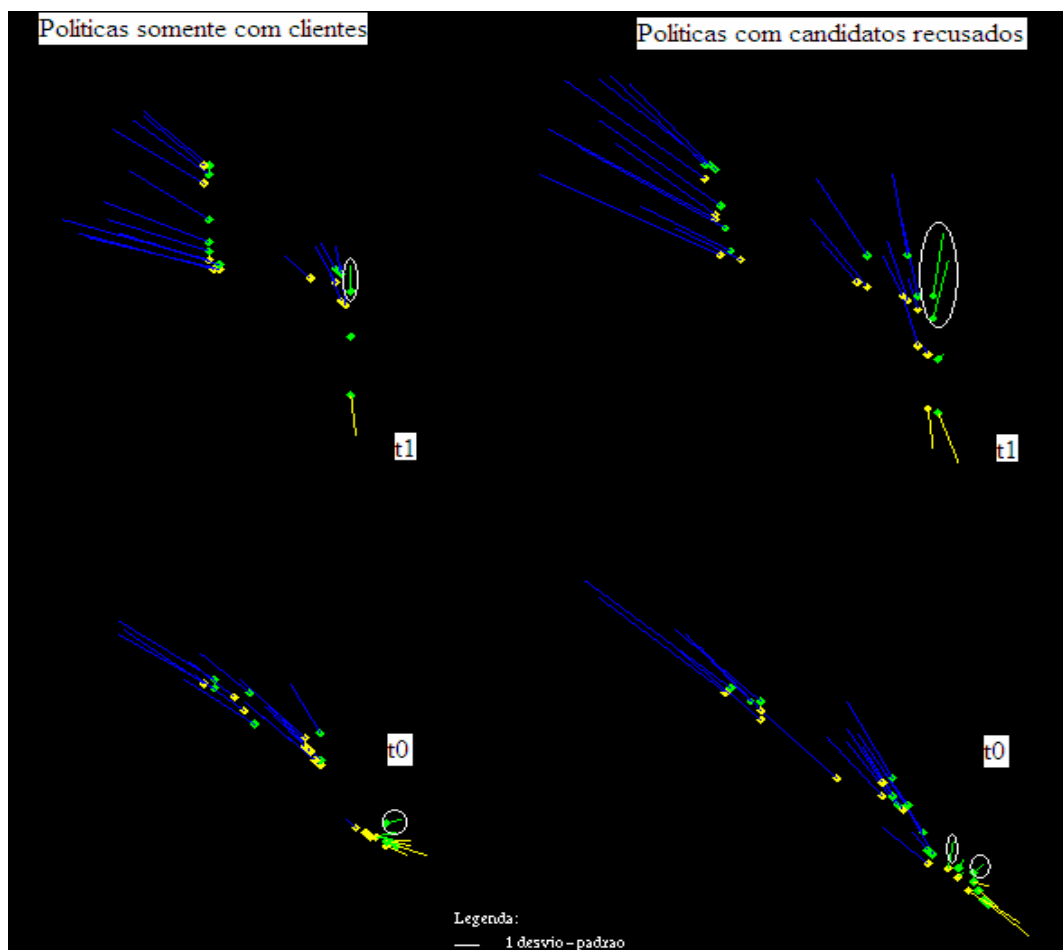 Políticas somente com clientes
Políticas com candidatos recusados
t1
t1
t0
t0
Legenda:
1 desvio-padrao